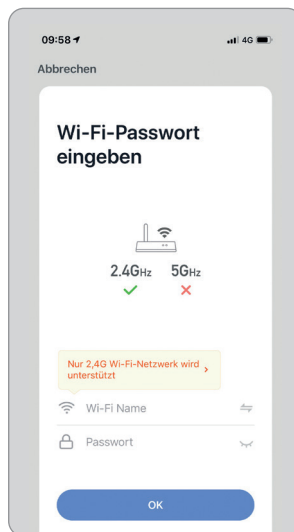 09:58
4G
Abbrechen
Wi-Fi-Passwort
eingeben
2.4GHz 5GHz
Nur 2,4G Wi-Fi-Netzwerk wird
unterstützt
Wi-Fi Name
Passwort
OK